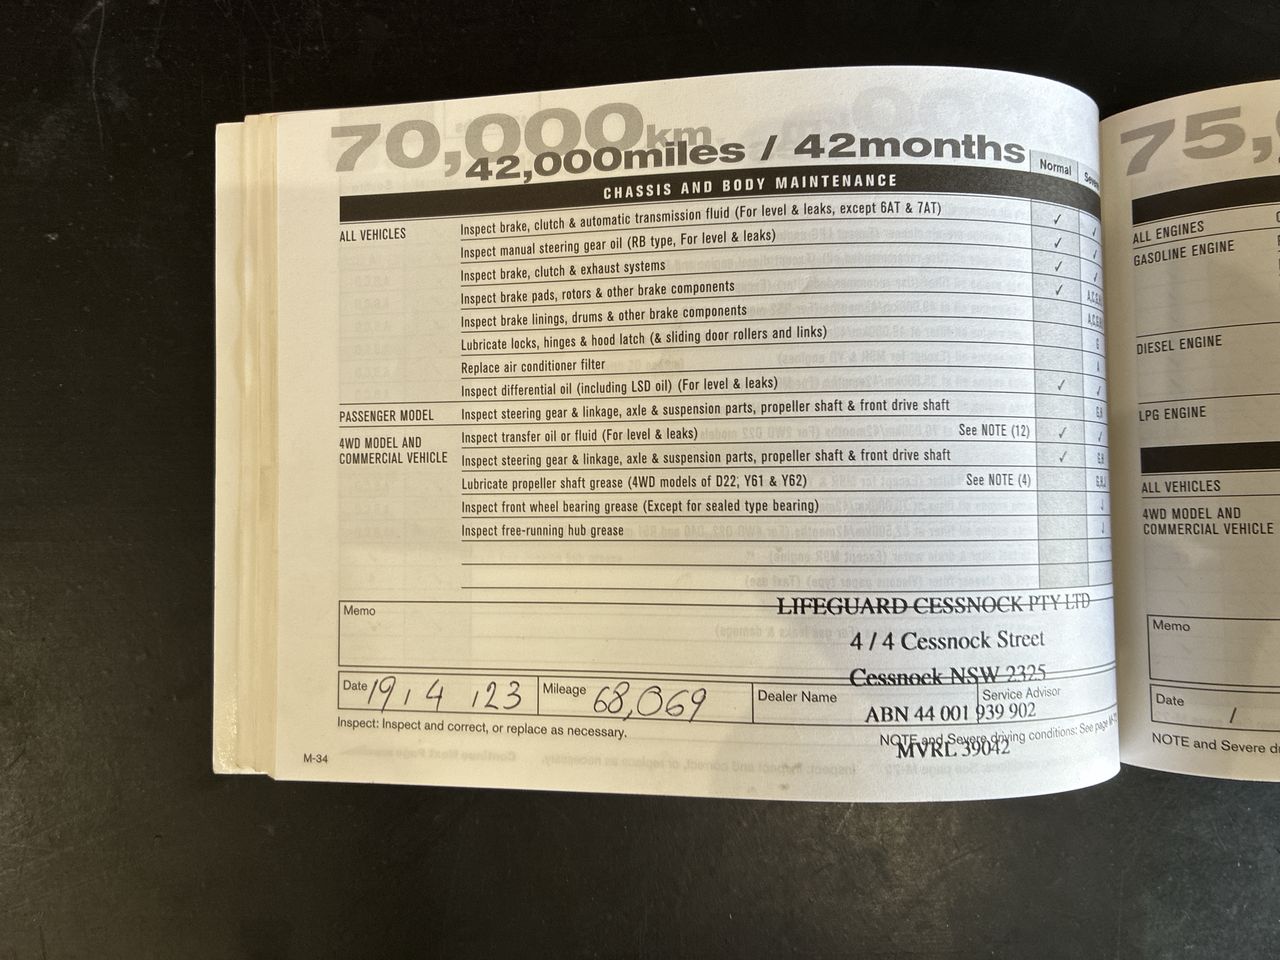 70,000km
42,000miles / 42months
Normal
CHASSIS AND BODY MAINTENANCE
ALL VEHICLES
Inspect brake, clutch & automatic transmission fluid (For level & leaks, except 6AT & 7AT) ✓ ✓
Inspect manual steering gear oil (RB type, For level & leaks) ✓ ✓
Inspect brake, clutch & exhaust systems ✓ ✓
Inspect brake pads, rotors & other brake components ✓
Inspect brake linings, drums & other brake components
Lubricate locks, hinges & hood latch (& sliding door rollers and links) G
Replace air conditioner filter A
Inspect differential oil (including LSD oil) (For level & leaks) ✓ ✓
PASSENGER MODEL Inspect steering gear & linkage, axle & suspension parts, propeller shaft & front drive shaft G,H
4WD MODEL AND COMMERCIAL VEHICLE
Inspect transfer oil or fluid (For level & leaks) See NOTE (12) ✓ ✓
Inspect steering gear & linkage, axle & suspension parts, propeller shaft & front drive shaft ✓ G,H
Lubricate propeller shaft grease (4WD models of D22; Y61 & Y62) See NOTE (4)
Inspect front wheel bearing grease (Except for sealed type bearing) J
Inspect free-running hub grease J
Memo
LIFEGUARD CESSNOCK PTY LTD
4 / 4 Cessnock Street
Cessnock NSW 2325
ABN 44 001 939 902
MVRL 39042
Date 19 / 4 / 23 Mileage 68,069 Dealer Name Service Advisor
Inspect: Inspect and correct, or replace as necessary.
NOTE and Severe driving conditions: See page
M-34
75,
ALL ENGINES
GASOLINE ENGINE
DIESEL ENGINE
LPG ENGINE
ALL VEHICLES
4WD MODEL AND
COMMERCIAL VEHICLE
Memo
Date /
NOTE and Severe